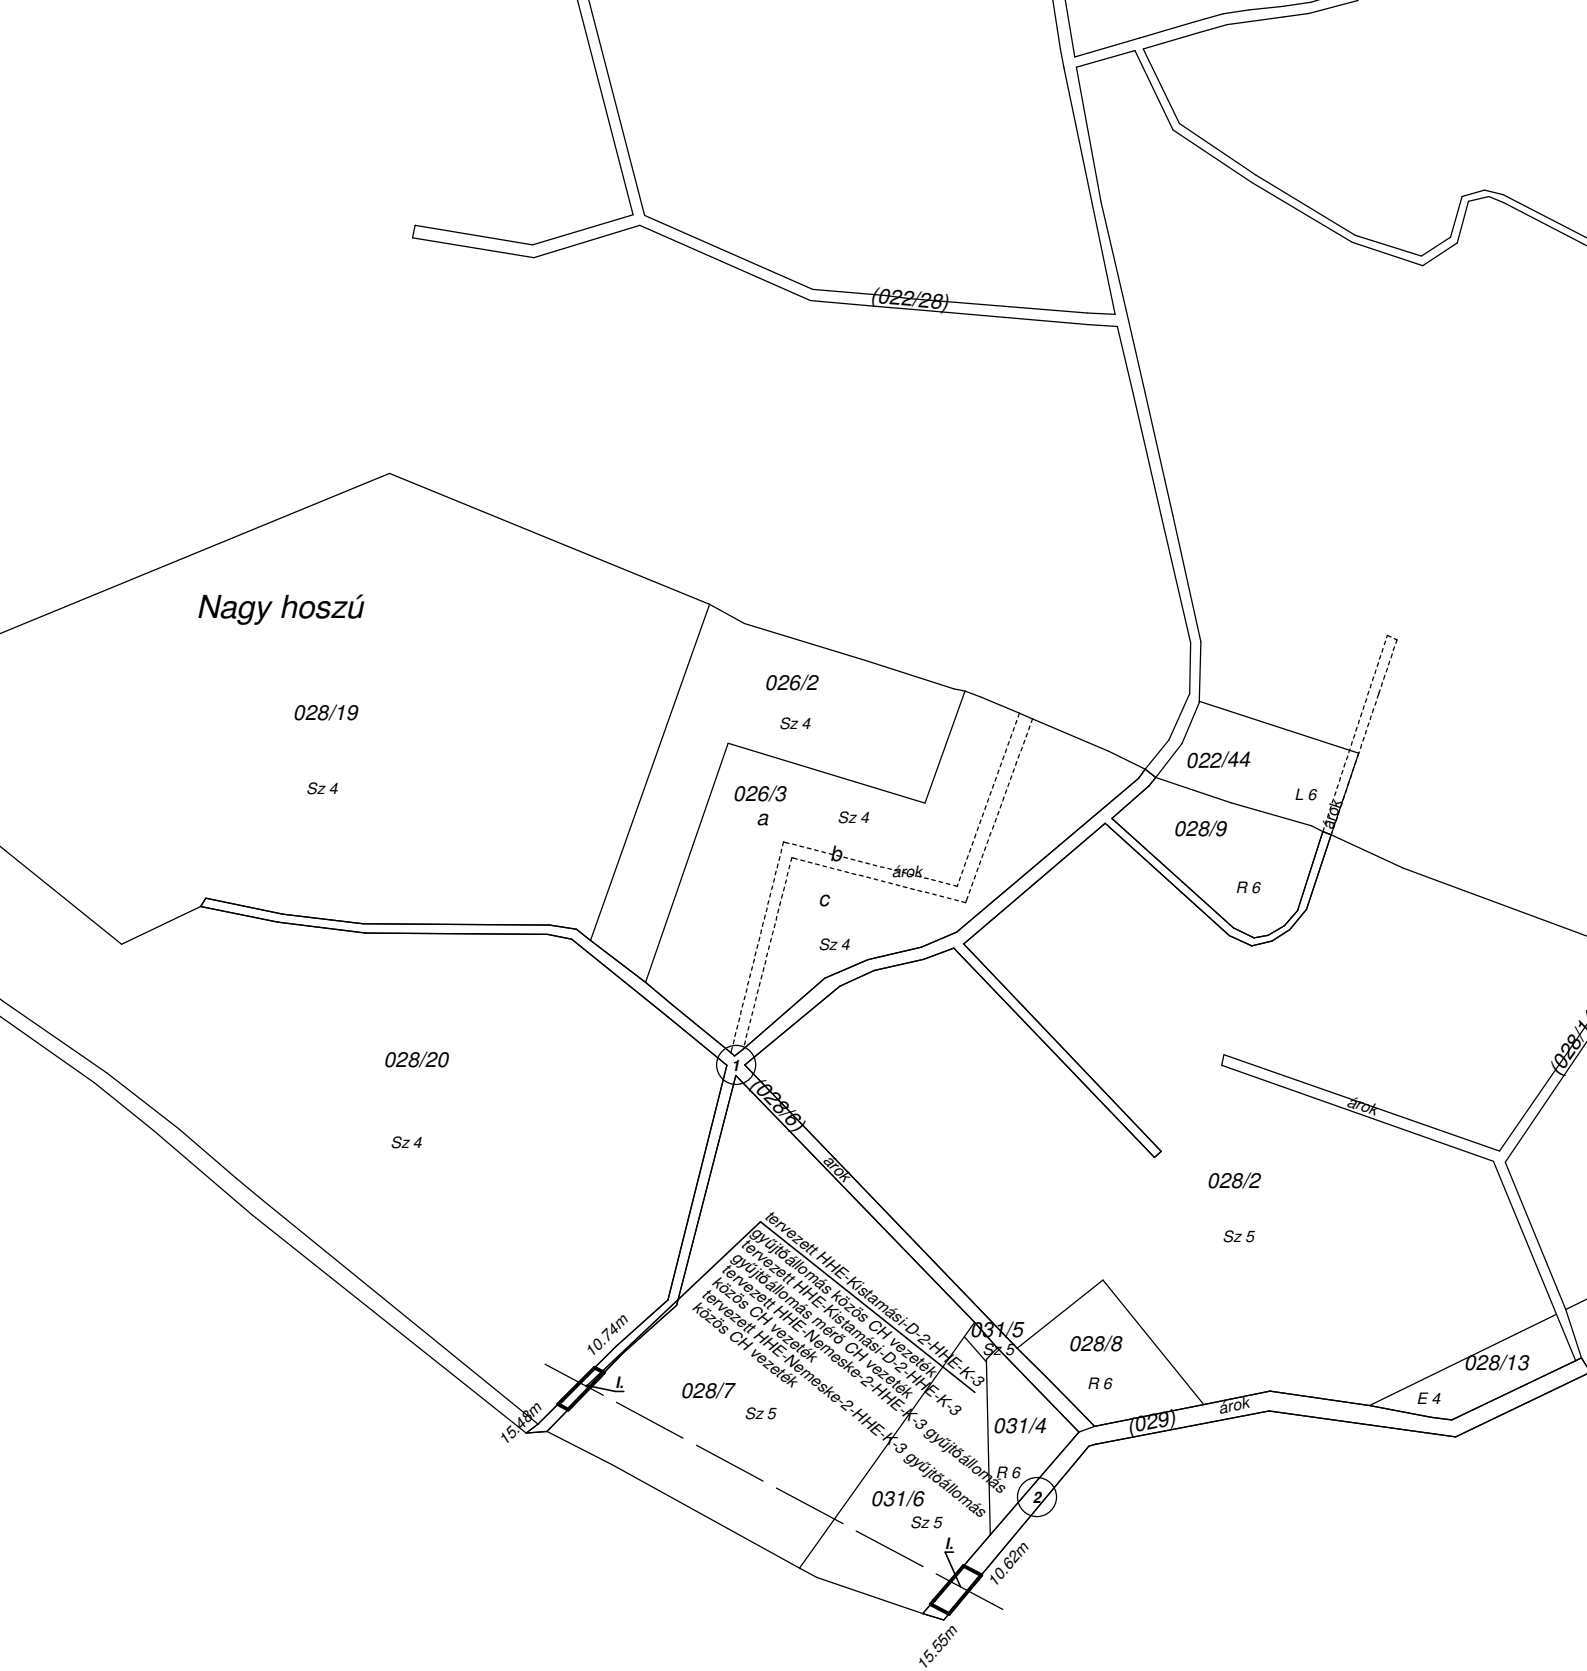 (022/28)
Nagy hoszú
028/19
Sz 4
026/2
Sz 4
026/3
a
Sz 4
b
árok
c
Sz 4
022/44
L 6
árok
028/9
R 6
1
(028/6)
árok
028/20
Sz 4
árok
028/2
Sz 5
tervezett HHE-Kistamási-D-2-HHE-K-3
gyűjtőállomás közös CH vezeték
tervezett HHE-Kistamási-D-2-HHE-K-3
gyűjtőállomás mérő CH vezeték
tervezett HHE-Nemeske-2-HHE-K-3 gyűjtőállomás
közös CH vezeték
tervezett HHE-Nemeske-2-HHE-K-3 gyűjtőállomás
közös CH vezeték
10.74m
I.
15.48m
028/7
Sz 5
031/5
Sz 5
028/8
R 6
028/13
E 4
031/4
R 6
(029)
árok
031/6
Sz 5
2
I.
10.62m
15.55m